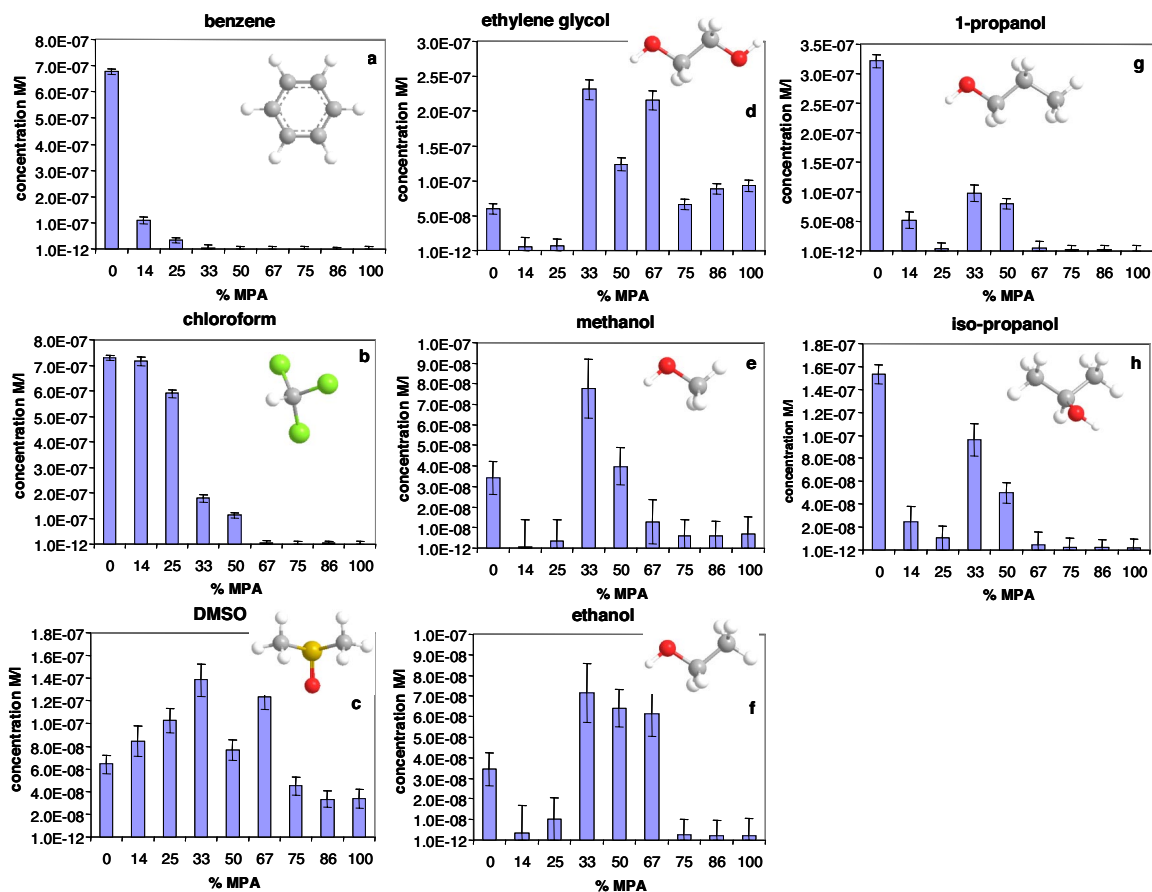 benzene
a
concentration M/l
8.0E-07
7.0E-07
6.0E-07
5.0E-07
4.0E-07
3.0E-07
2.0E-07
1.0E-07
1.0E-12
0 14 25 33 50 67 75 86 100
% MPA
ethylene glycol
d
concentration M/l
3.0E-07
2.5E-07
2.0E-07
1.5E-07
1.0E-07
5.0E-08
1.0E-12
0 14 25 33 50 67 75 86 100
% MPA
1-propanol
g
concentration M/l
3.5E-07
3.0E-07
2.5E-07
2.0E-07
1.5E-07
1.0E-07
5.0E-08
1.0E-12
0 14 25 33 50 67 75 86 100
% MPA
chloroform
b
concentration M/l
8.0E-07
7.0E-07
6.0E-07
5.0E-07
4.0E-07
3.0E-07
2.0E-07
1.0E-07
1.0E-12
0 14 25 33 50 67 75 86 100
% MPA
methanol
e
concentration M/l
1.0E-07
9.0E-08
8.0E-08
7.0E-08
6.0E-08
5.0E-08
4.0E-08
3.0E-08
2.0E-08
1.0E-08
1.0E-12
0 14 25 33 50 67 75 86 100
% MPA
iso-propanol
h
concentration M/l
1.8E-07
1.6E-07
1.4E-07
1.2E-07
1.0E-07
8.0E-08
6.0E-08
4.0E-08
2.0E-08
1.0E-12
0 14 25 33 50 67 75 86 100
% MPA
DMSO
c
concentration M/l
1.8E-07
1.6E-07
1.4E-07
1.2E-07
1.0E-07
8.0E-08
6.0E-08
4.0E-08
2.0E-08
1.0E-12
0 14 25 33 50 67 75 86 100
% MPA
ethanol
f
concentration M/l
1.0E-07
9.0E-08
8.0E-08
7.0E-08
6.0E-08
5.0E-08
4.0E-08
3.0E-08
2.0E-08
1.0E-08
1.0E-12
0 14 25 33 50 67 75 86 100
% MPA